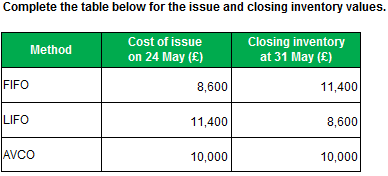 Complete the table below for the issue and closing inventory values.
Method Cost of issue on 24 May (£) Closing inventory at 31 May (£)
FIFO 8,600 11,400
LIFO 11,400 8,600
AVCO 10,000 10,000